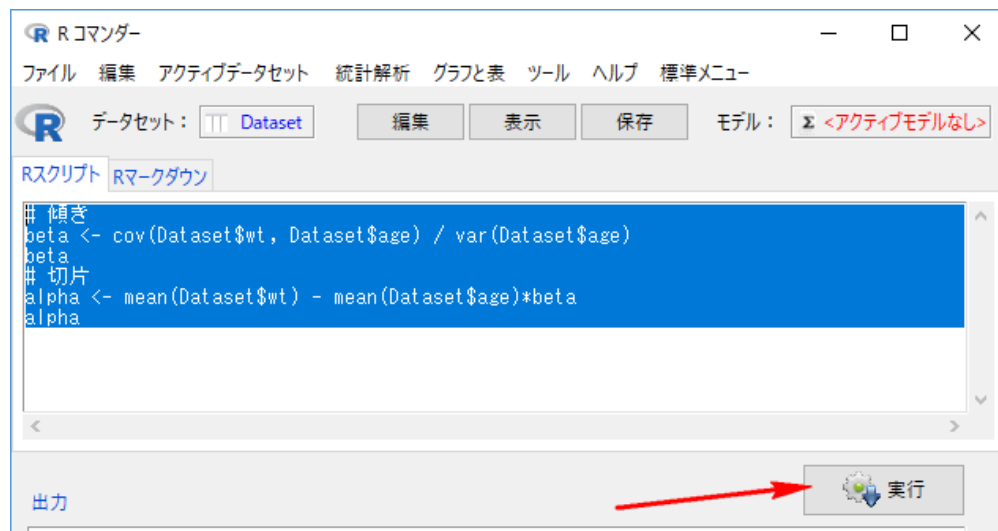 R コマンダー
ファイル 編集 アクティブデータセット 統計解析 グラフと表 ツール ヘルプ 標準メニュー
R データセット： Dataset 編集 表示 保存 モデル： Σ <アクティブモデルなし>
Rスクリプト Rマークダウン
# 傾き
beta <- cov(Dataset$wt, Dataset$age) / var(Dataset$age)
beta
# 切片
alpha <- mean(Dataset$wt) - mean(Dataset$age)*beta
alpha
実行
出力